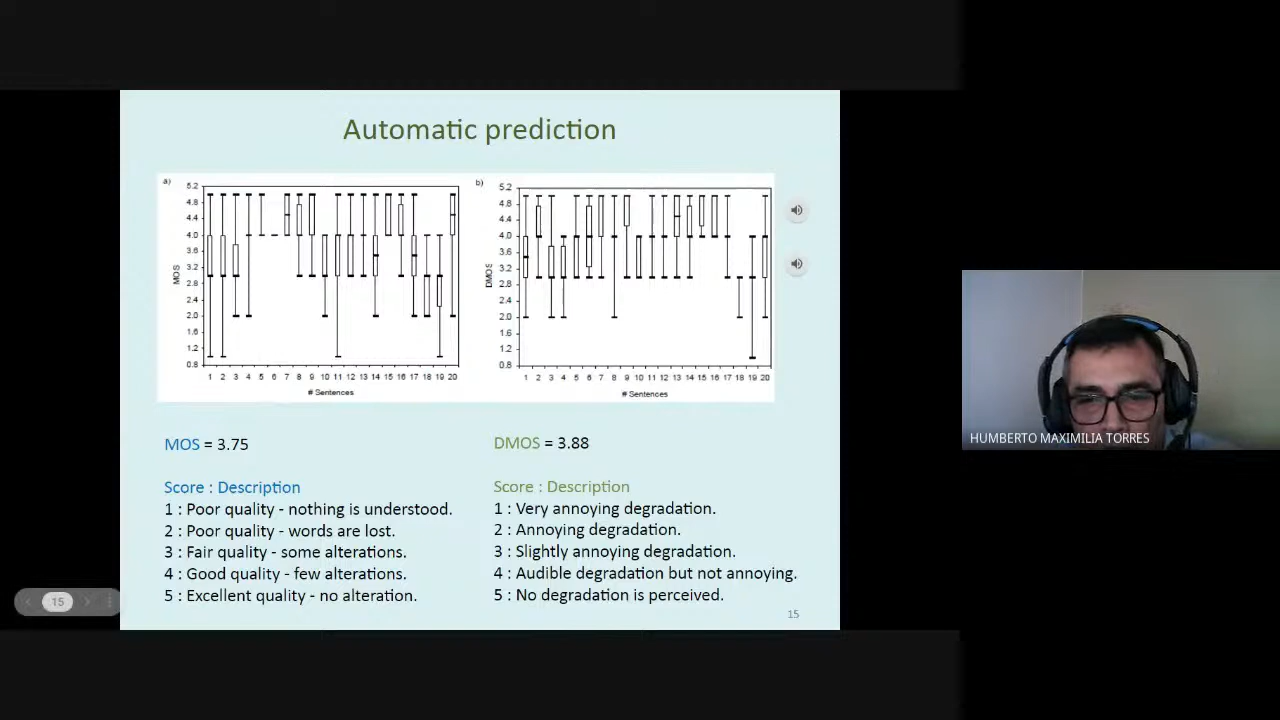 Automatic prediction
a)
5.2
4.8
4.4
4.0
3.6
3.2
2.8
2.4
2.0
1.6
1.2
0.8
MOS
1 2 3 4 5 6 7 8 9 10 11 12 13 14 15 16 17 18 19 20
# Sentences
b)
5.2
4.8
4.4
4.0
3.6
3.2
2.8
2.4
2.0
1.6
1.2
0.8
DMOS
1 2 3 4 5 6 7 8 9 10 11 12 13 14 15 16 17 18 19 20
# Sentences
MOS = 3.75
Score : Description
1 : Poor quality - nothing is understood.
2 : Poor quality - words are lost.
3 : Fair quality - some alterations.
4 : Good quality - few alterations.
5 : Excellent quality - no alteration.
DMOS = 3.88
Score : Description
1 : Very annoying degradation.
2 : Annoying degradation.
3 : Slightly annoying degradation.
4 : Audible degradation but not annoying.
5 : No degradation is perceived.
15
15
HUMBERTO MAXIMILIA TORRES